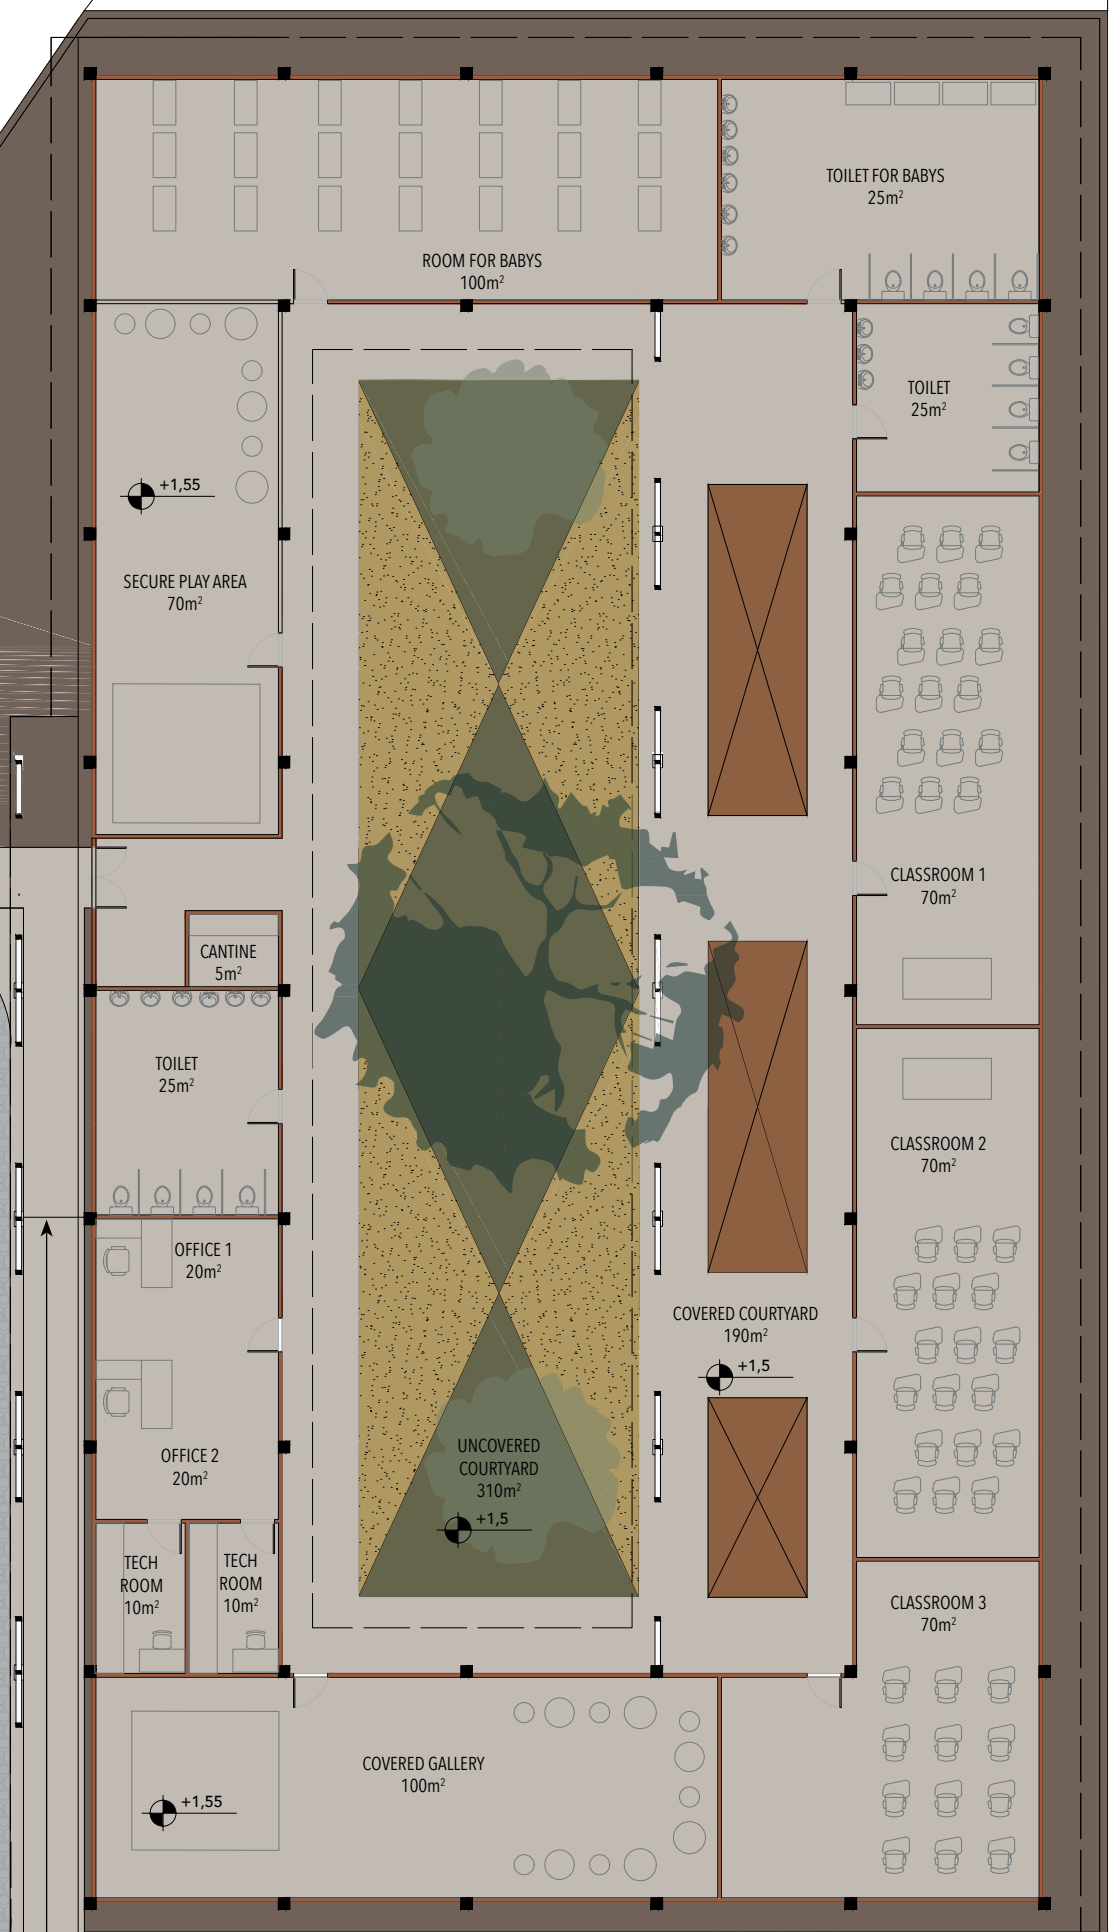 TOILET FOR BABYS
25m²
ROOM FOR BABYS
100m²
TOILET
25m²
+1,55
SECURE PLAY AREA
70m²
CLASSROOM 1
70m²
CANTINE
5m²
TOILET
25m²
CLASSROOM 2
70m²
OFFICE 1
20m²
COVERED COURTYARD
190m²
+1,5
OFFICE 2
20m²
UNCOVERED
COURTYARD
310m²
+1,5
TECH
ROOM
10m²
TECH
ROOM
10m²
CLASSROOM 3
70m²
COVERED GALLERY
100m²
+1,55